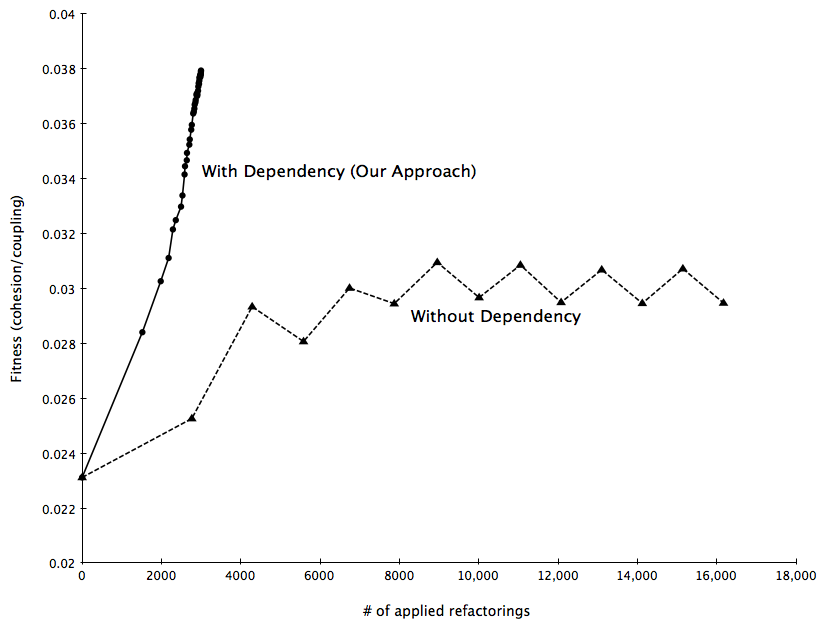 0.04
0.038
0.036
With Dependency (Our Approach)
0.034
0.032
0.03
Without Dependency
0.028
0.026
0.024
0.022
0.02
Fitness (cohesion/coupling)
0 2000 4000 6000 8000 10,000 12,000 14,000 16,000 18,000
# of applied refactorings